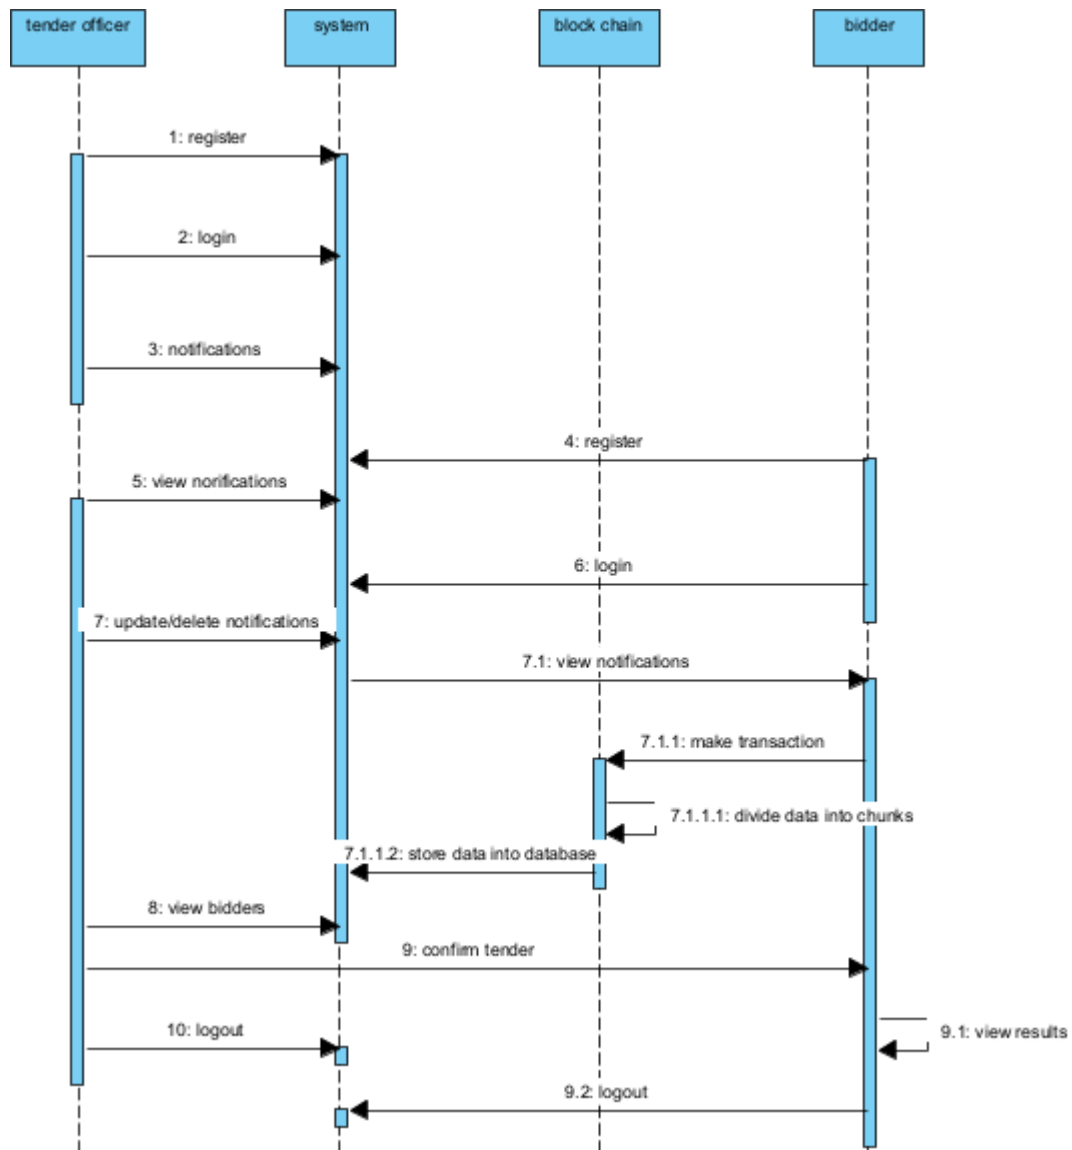 tender officer
system
block chain
bidder
1: register
2: login
3: notifications
4: register
5: view norifications
6: login
7: update/delete notifications
7.1: view notifications
7.1.1: make transaction
7.1.1.1: divide data into chunks
7.1.1.2: store data into database
8: view bidders
9: confirm tender
10: logout
9.1: view results
9.2: logout